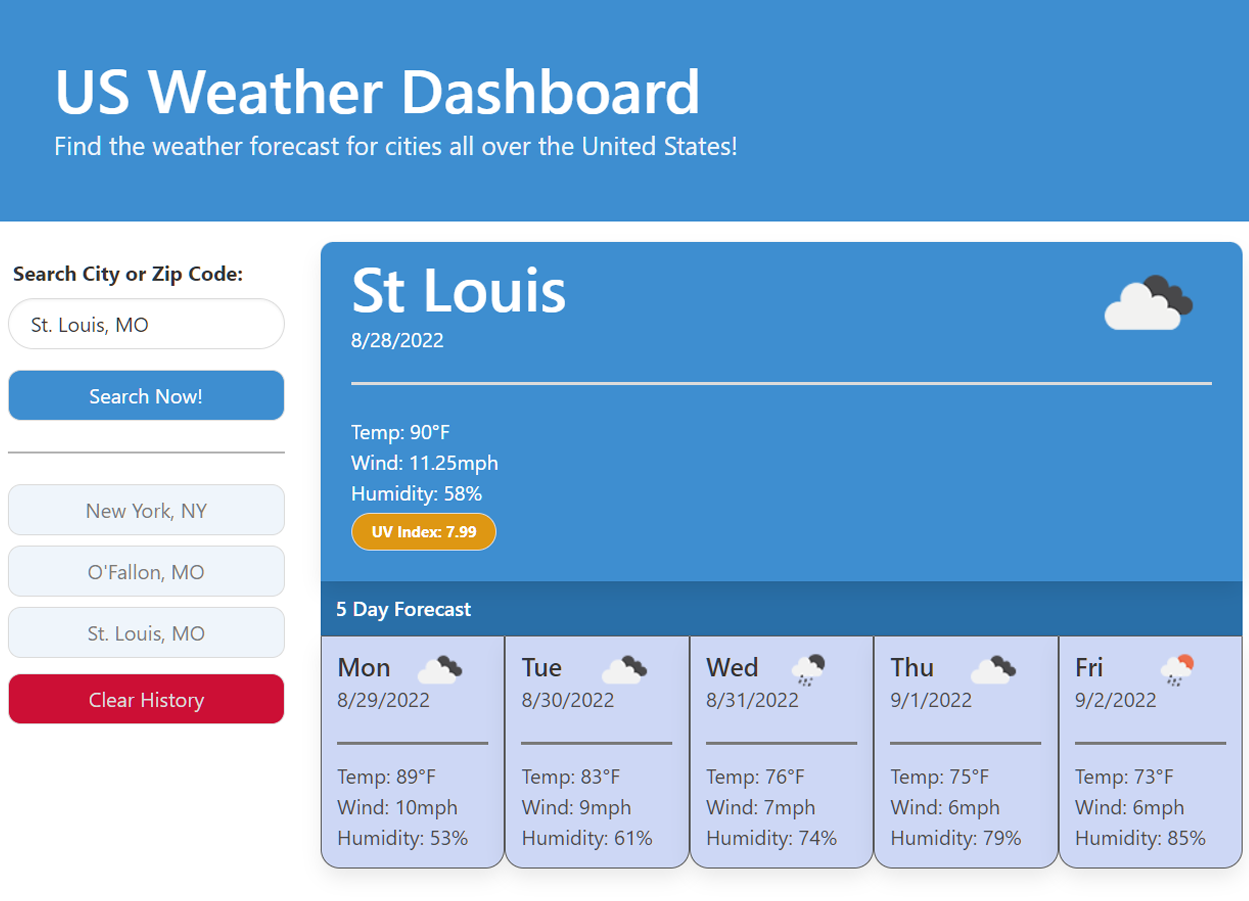 US Weather Dashboard
Find the weather forecast for cities all over the United States!
Search City or Zip Code:
St. Louis, MO
Search Now!
New York, NY
O'Fallon, MO
St. Louis, MO
Clear History
St Louis
8/28/2022
Temp: 90°F
Wind: 11.25mph
Humidity: 58%
UV Index: 7.99
5 Day Forecast
Mon
8/29/2022
Temp: 89°F
Wind: 10mph
Humidity: 53%
Tue
8/30/2022
Temp: 83°F
Wind: 9mph
Humidity: 61%
Wed
8/31/2022
Temp: 76°F
Wind: 7mph
Humidity: 74%
Thu
9/1/2022
Temp: 75°F
Wind: 6mph
Humidity: 79%
Fri
9/2/2022
Temp: 73°F
Wind: 6mph
Humidity: 85%